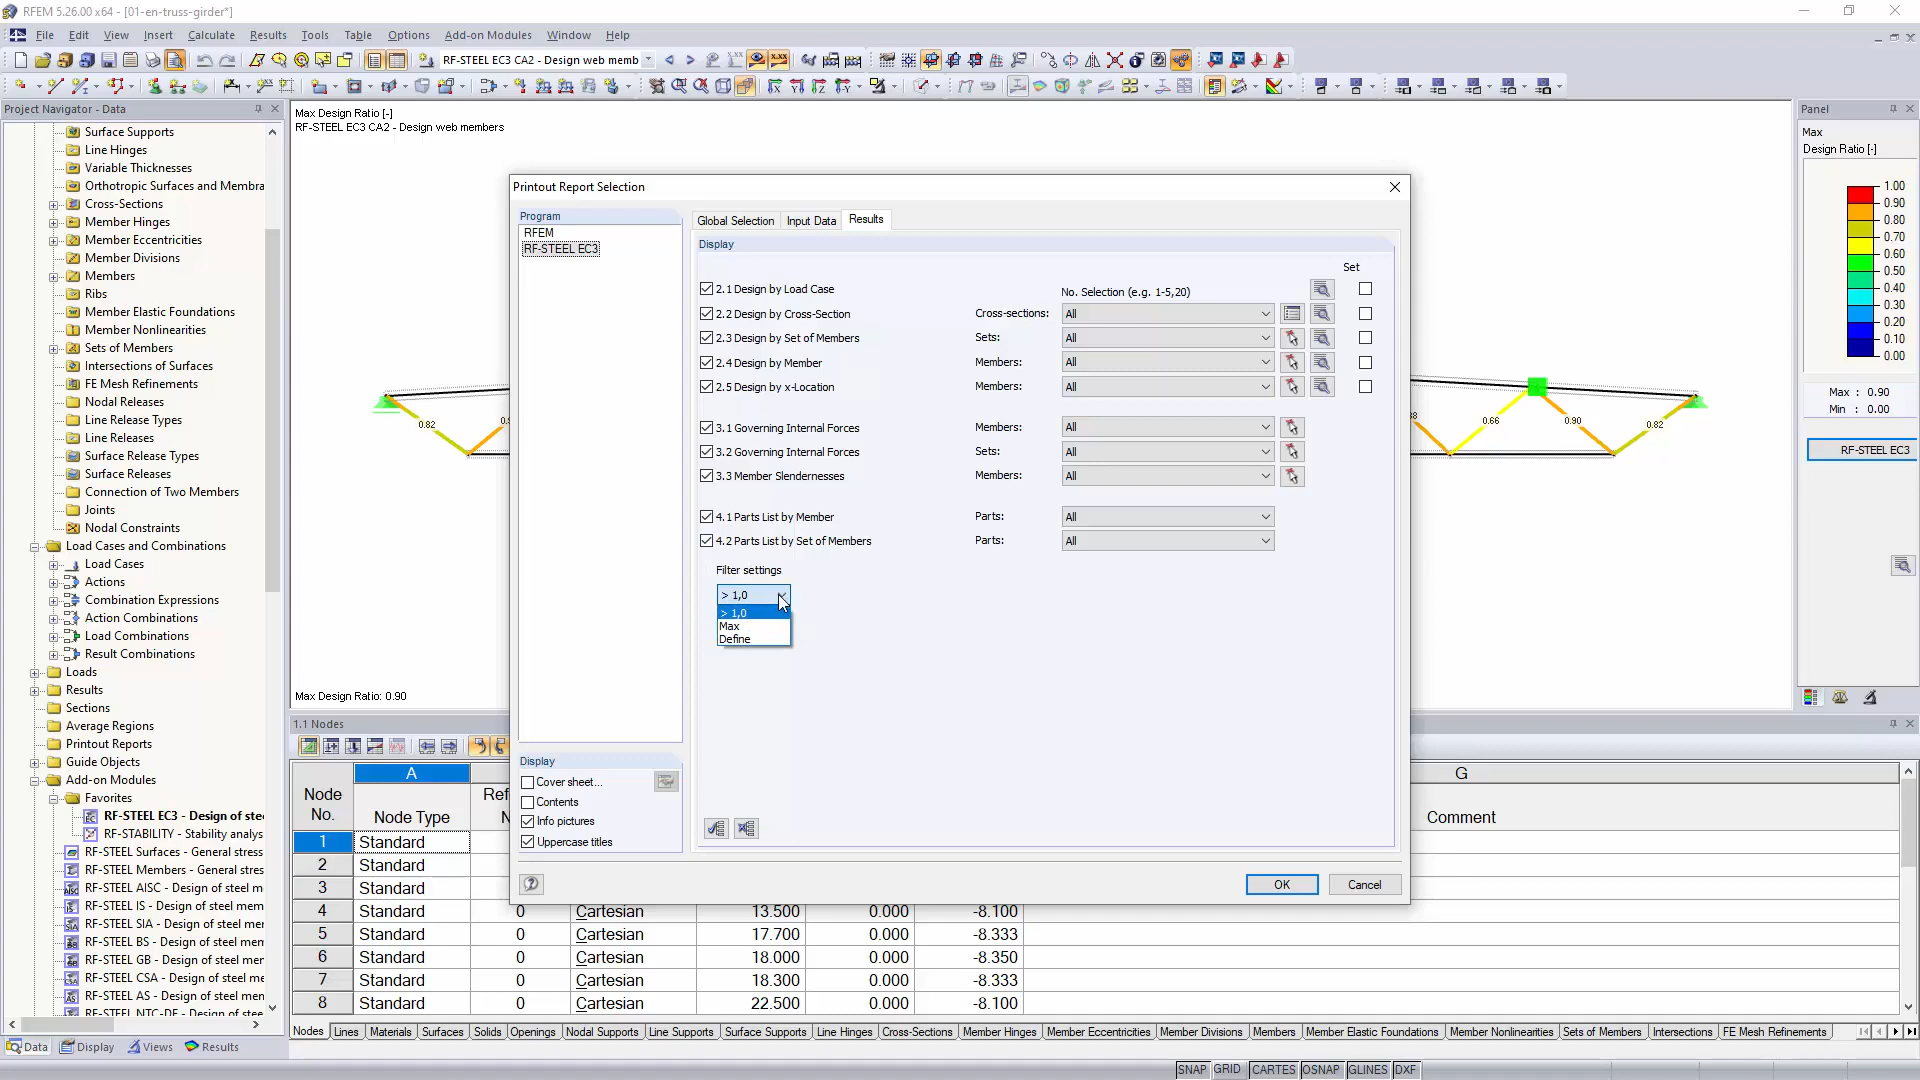 RFEM 5.26.00 x64 - [01-en-truss-girder*]
File Edit View Insert Calculate Results Tools Table Options Add-on Modules Window Help
RF-STEEL EC3 CA2 - Design web memb
Project Navigator - Data
Surface Supports
Line Hinges
Variable Thicknesses
Orthotropic Surfaces and Membra
Cross-Sections
Member Hinges
Member Eccentricities
Member Divisions
Members
Ribs
Member Elastic Foundations
Member Nonlinearities
Sets of Members
Intersections of Surfaces
FE Mesh Refinements
Nodal Releases
Line Release Types
Line Releases
Surface Release Types
Surface Releases
Connection of Two Members
Joints
Nodal Constraints
Load Cases and Combinations
Load Cases
Actions
Combination Expressions
Action Combinations
Load Combinations
Result Combinations
Loads
Results
Sections
Average Regions
Printout Reports
Guide Objects
Add-on Modules
Favorites
RF-STEEL EC3 - Design of stee
RF-STABILITY - Stability analys
RF-STEEL Surfaces - General stress
RF-STEEL Members - General stress
RF-STEEL AISC - Design of steel m
RF-STEEL IS - Design of steel mem
RF-STEEL SIA - Design of steel mem
RF-STEEL BS - Design of steel mem
RF-STEEL GB - Design of steel mem
RF-STEEL CSA - Design of steel me
RF-STEEL AS - Design of steel mem
RF-STEEL NTC-DF - Design of stee
Data Display Views Results
Max Design Ratio [-]
RF-STEEL EC3 CA2 - Design web members
0.82
0.66
0.90
0.82
Max Design Ratio: 0.90
Printout Report Selection
Program
RFEM
RF-STEEL EC3
Display
Cover sheet...
Contents
Info pictures
Uppercase titles
Global Selection Input Data Results
Display
Set
2.1 Design by Load Case No. Selection (e.g. 1-5,20)
2.2 Design by Cross-Section Cross-sections: All
2.3 Design by Set of Members Sets: All
2.4 Design by Member Members: All
2.5 Design by x-Location Members: All
3.1 Governing Internal Forces Members: All
3.2 Governing Internal Forces Sets: All
3.3 Member Slendernesses Members: All
4.1 Parts List by Member Parts: All
4.2 Parts List by Set of Members Parts: All
Filter settings
> 1,0
> 1,0
Max
Define
OK Cancel
Panel
Max
Design Ratio [-]
1.00
0.90
0.80
0.70
0.60
0.50
0.40
0.30
0.20
0.10
0.00
Max : 0.90
Min : 0.00
RF-STEEL EC3
1.1 Nodes
A G
Node No. Node Type Ref Comment
1 Standard
2 Standard
3 Standard
4 Standard 0 Cartesian 13.500 0.000 -8.100
5 Standard 0 Cartesian 17.700 0.000 -8.333
6 Standard 0 Cartesian 18.000 0.000 -8.350
7 Standard 0 Cartesian 18.300 0.000 -8.333
8 Standard 0 Cartesian 22.500 0.000 -8.100
Nodes Lines Materials Surfaces Solids Openings Nodal Supports Line Supports Surface Supports Line Hinges Cross-Sections Member Hinges Member Eccentricities Member Divisions Members Member Elastic Foundations Member Nonlinearities Sets of Members Intersections FE Mesh Refinements
SNAP GRID CARTES OSNAP GLINES DXF